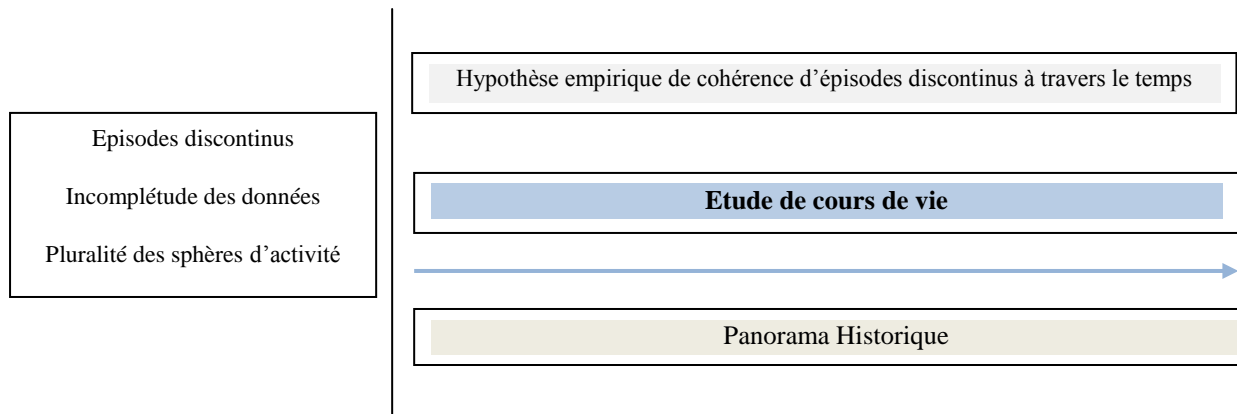 Episodes discontinus
Incomplétude des données
Pluralité des sphères d’activité
Hypothèse empirique de cohérence d’épisodes discontinus à travers le temps
Etude de cours de vie
Panorama Historique